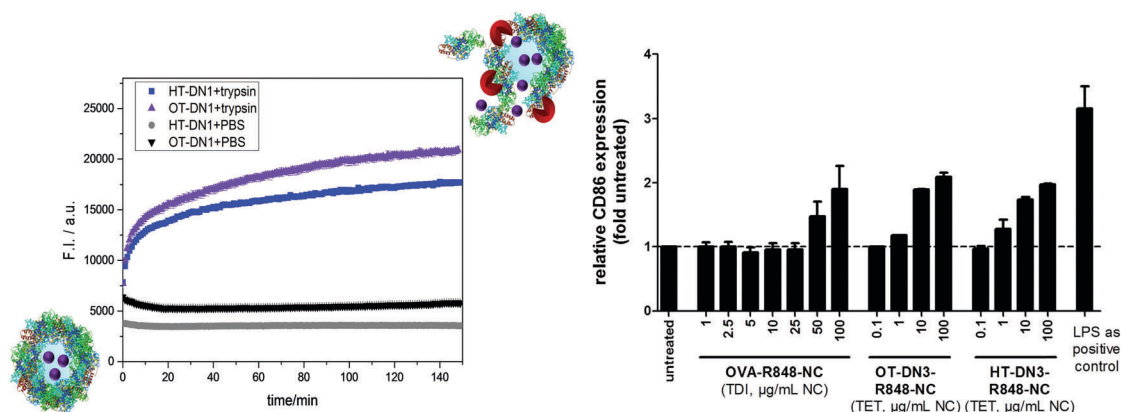 HT-DN1+trypsin
OT-DN1+trypsin
HT-DN1+PBS
OT-DN1+PBS
25000
20000
15000
10000
5000
0
F.I. / a.u.
0 20 40 60 80 100 120 140
time/min
relative CD86 expression
(fold untreated)
4
3
2
1
0
untreated
1 2.5 5 10 25 50 100
0.1 1 10 100
0.1 1 10 100
OVA-R848-NC
(TDI, µg/mL NC)
OT-DN3-
R848-NC
(TET, µg/mL NC)
HT-DN3-
R848-NC
(TET, µg/mL NC)
LPS as
positive
control